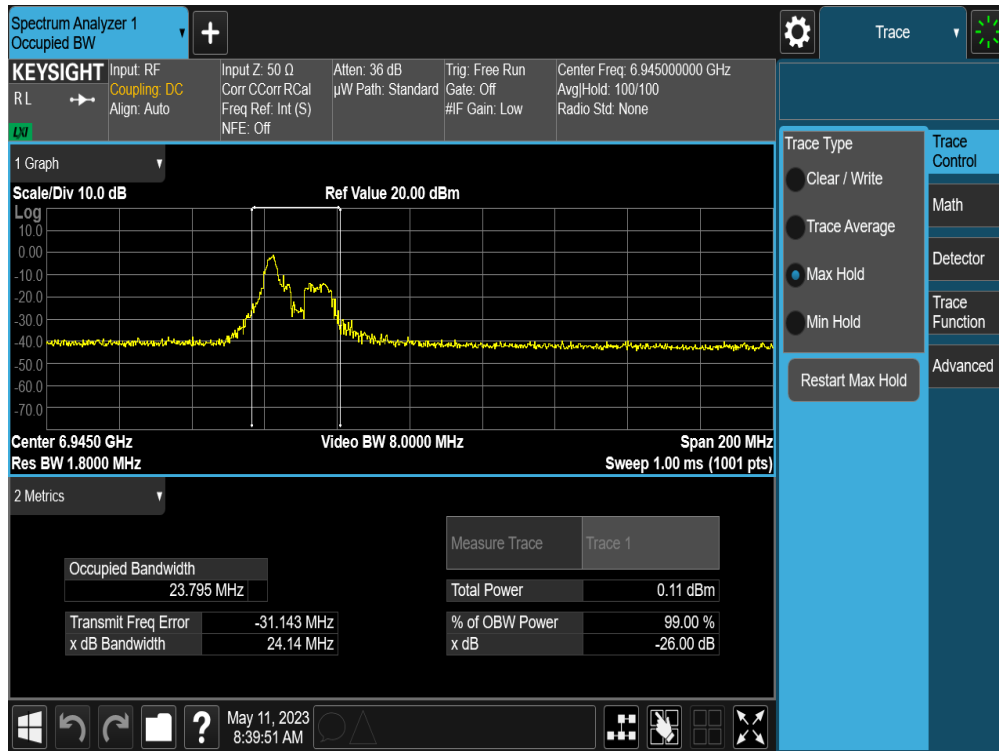 Spectrum Analyzer 1
Occupied BW
+
Trace
KEYSIGHT
R L
LXI
Input: RF
Coupling: DC
Align: Auto
Input Z: 50 Ω
Corr CCorr RCal
Freq Ref: Int (S)
NFE: Off
Atten: 36 dB
µW Path: Standard
Trig: Free Run
Gate: Off
#IF Gain: Low
Center Freq: 6.945000000 GHz
Avg|Hold: 100/100
Radio Std: None
1 Graph
Scale/Div 10.0 dB
Ref Value 20.00 dBm
Log
10.0
0.00
-10.0
-20.0
-30.0
-40.0
-50.0
-60.0
-70.0
Center 6.9450 GHz
Video BW 8.0000 MHz
Span 200 MHz
Res BW 1.8000 MHz
Sweep 1.00 ms (1001 pts)
2 Metrics
Measure Trace
Trace 1
Occupied Bandwidth
23.795 MHz
Total Power
0.11 dBm
Transmit Freq Error
-31.143 MHz
% of OBW Power
99.00 %
x dB Bandwidth
24.14 MHz
x dB
-26.00 dB
Trace Type
Clear / Write
Trace Average
Max Hold
Min Hold
Restart Max Hold
Trace
Control
Math
Detector
Trace
Function
Advanced
?
May 11, 2023
8:39:51 AM